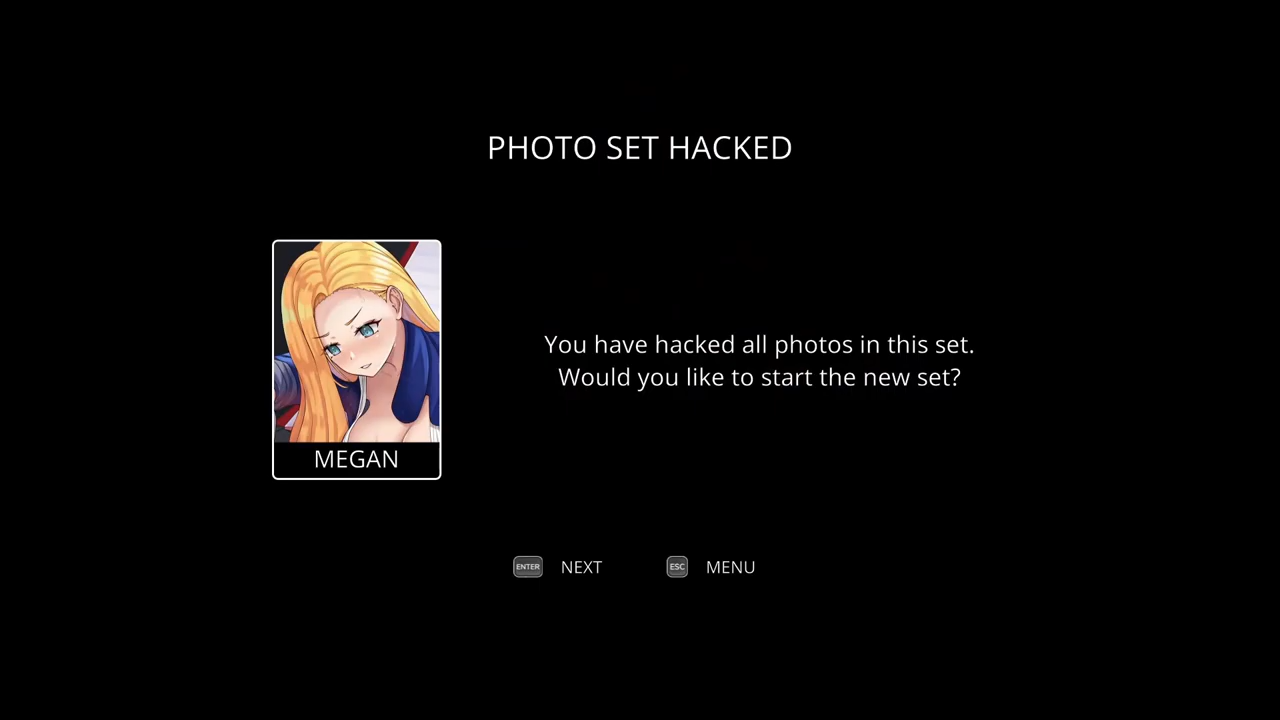 PHOTO SET HACKED
MEGAN
You have hacked all photos in this set.
Would you like to start the new set?
ENTER NEXT ESC MENU